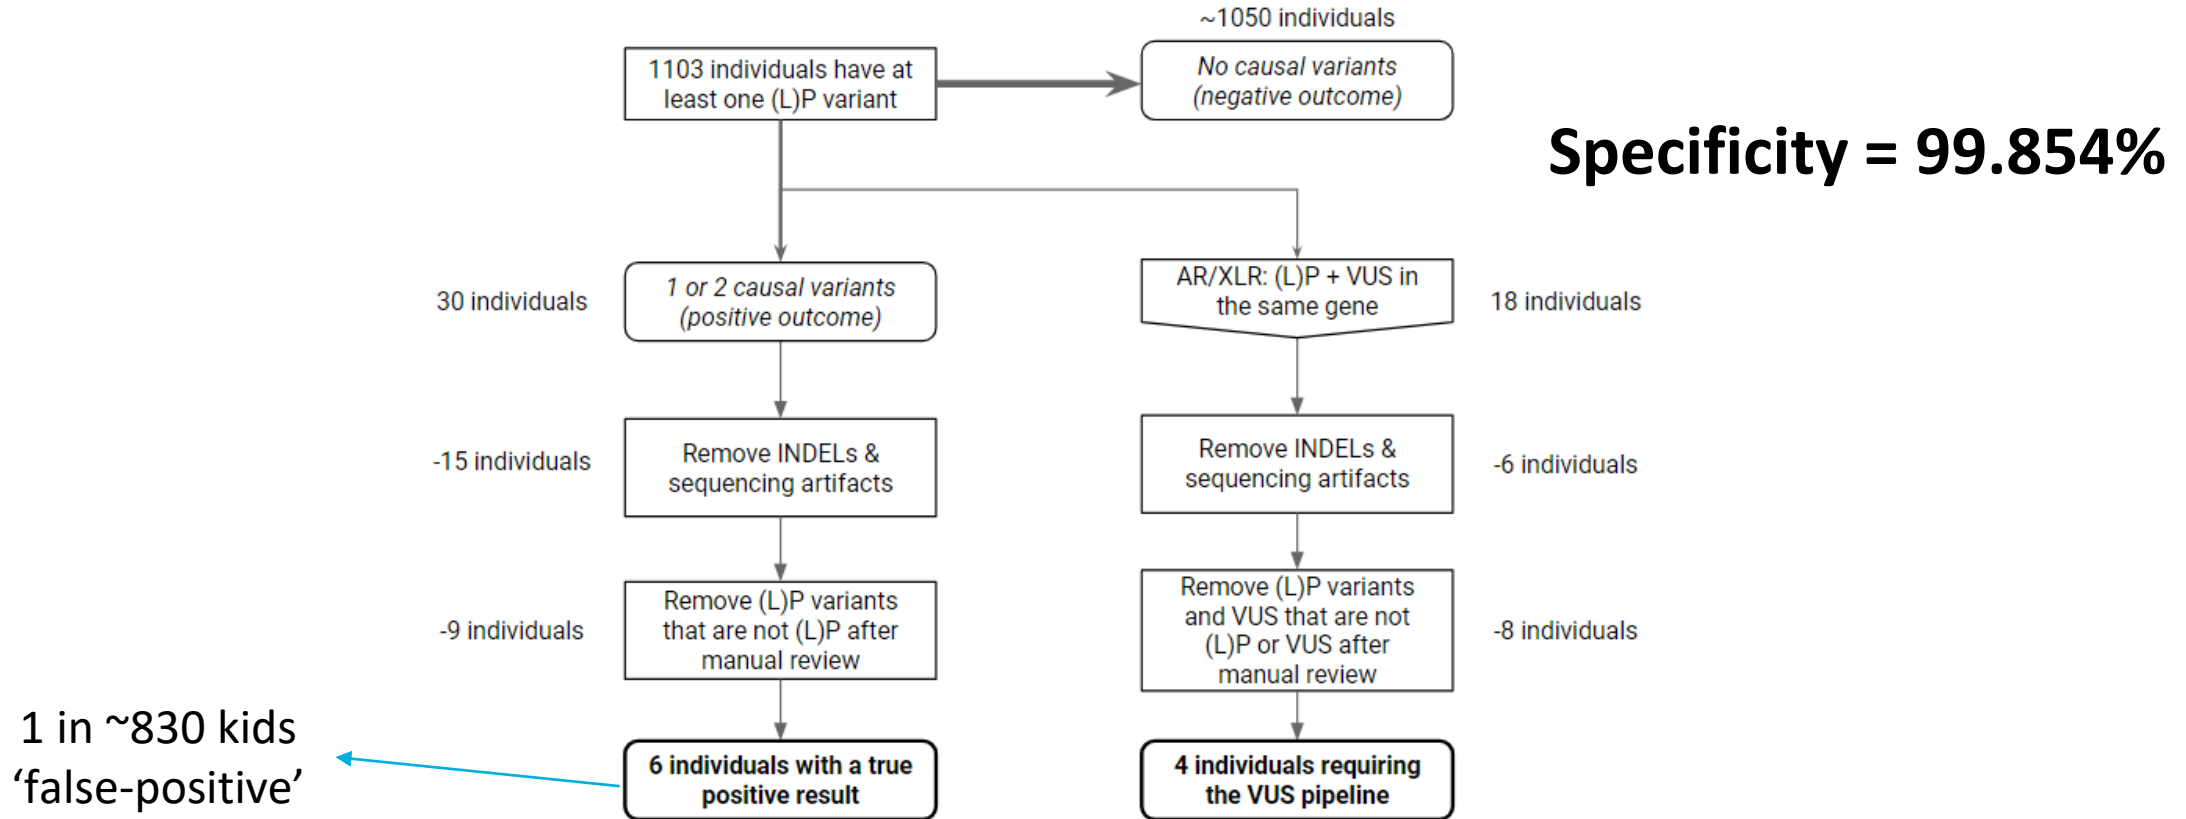 ~1050 individuals
1103 individuals have at
least one (L)P variant
No causal variants
(negative outcome)
Specificity = 99.854%
30 individuals
1 or 2 causal variants
(positive outcome)
AR/XLR: (L)P + VUS in
the same gene
18 individuals
-15 individuals
Remove INDELs &
sequencing artifacts
Remove INDELs &
sequencing artifacts
-6 individuals
-9 individuals
Remove (L)P variants
that are not (L)P after
manual review
Remove (L)P variants
and VUS that are not
(L)P or VUS after
manual review
-8 individuals
1 in ~830 kids
‘false-positive’
6 individuals with a true
positive result
4 individuals requiring
the VUS pipeline